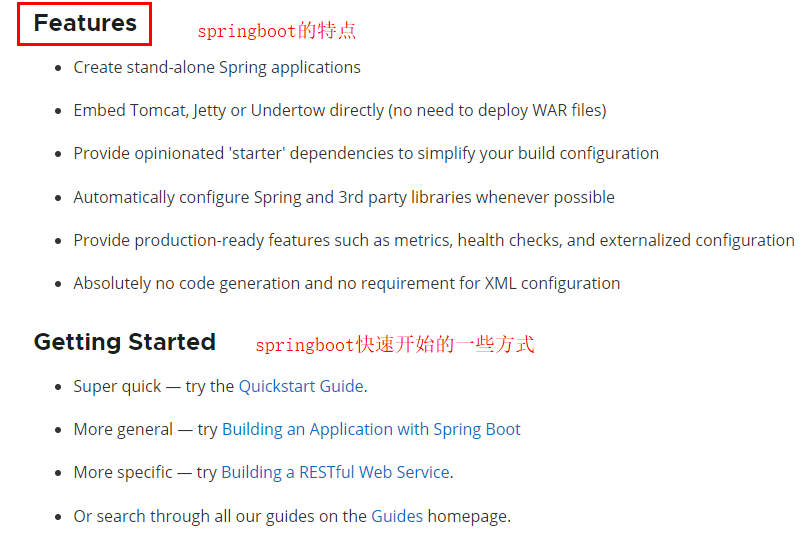 Features
springboot的特点
Create stand-alone Spring applications
Embed Tomcat, Jetty or Undertow directly (no need to deploy WAR files)
Provide opinionated 'starter' dependencies to simplify your build configuration
Automatically configure Spring and 3rd party libraries whenever possible
Provide production-ready features such as metrics, health checks, and externalized configuration
Absolutely no code generation and no requirement for XML configuration
Getting Started
springboot快速开始的一些方式
Super quick — try the Quickstart Guide.
More general — try Building an Application with Spring Boot
More specific — try Building a RESTful Web Service.
Or search through all our guides on the Guides homepage.